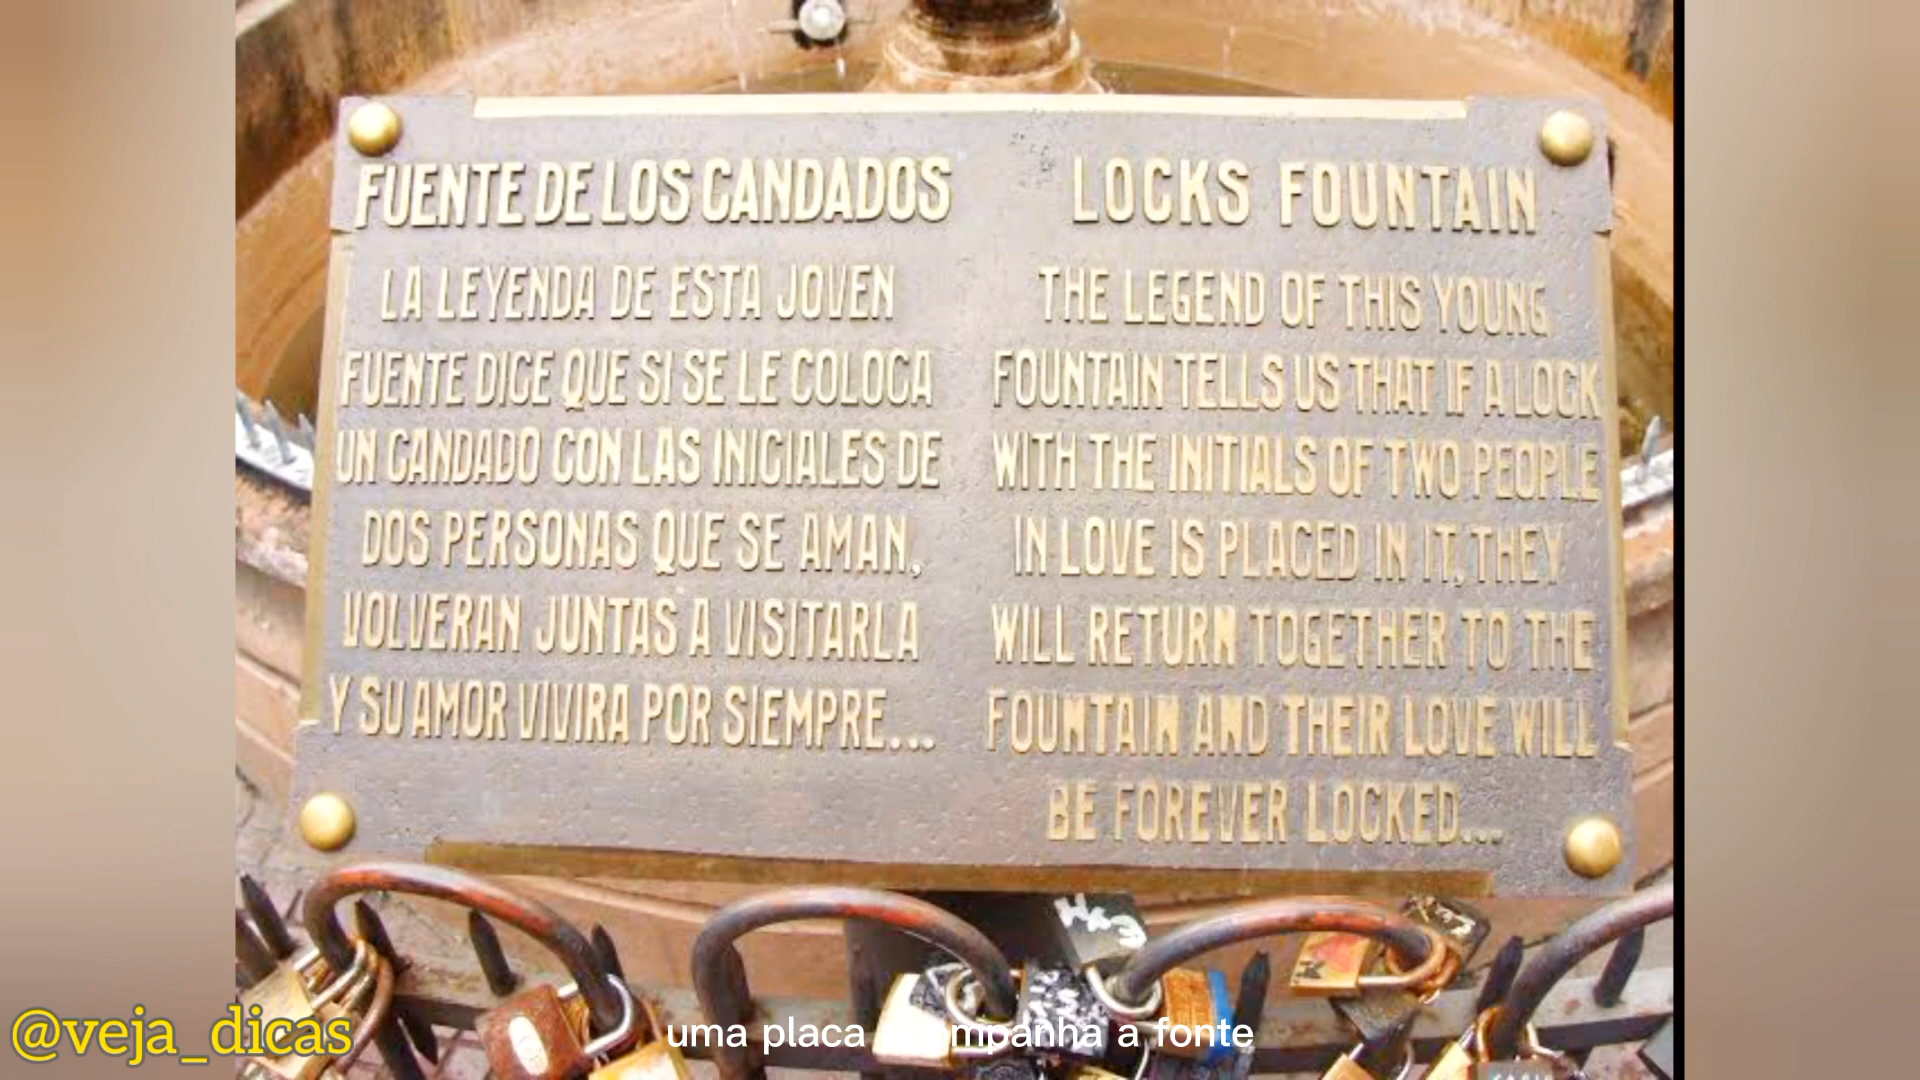 FUENTE DE LOS CANDADOS
LA LEYENDA DE ESTA JOVEN
FUENTE DICE QUE SI SE LE COLOCA
UN CANDADO CON LAS INICIALES DE
DOS PERSONAS QUE SE AMAN,
VOLVERAN JUNTAS A VISITARLA
Y SU AMOR VIVIRA POR SIEMPRE...
LOCKS FOUNTAIN
THE LEGEND OF THIS YOUNG
FOUNTAIN TELLS US THAT IF A LOCK
WITH THE INITIALS OF TWO PEOPLE
IN LOVE IS PLACED IN IT, THEY
WILL RETURN TOGETHER TO THE
FOUNTAIN AND THEIR LOVE WILL
BE FOREVER LOCKED...
@veja_dicas
uma placa acompanha a fonte